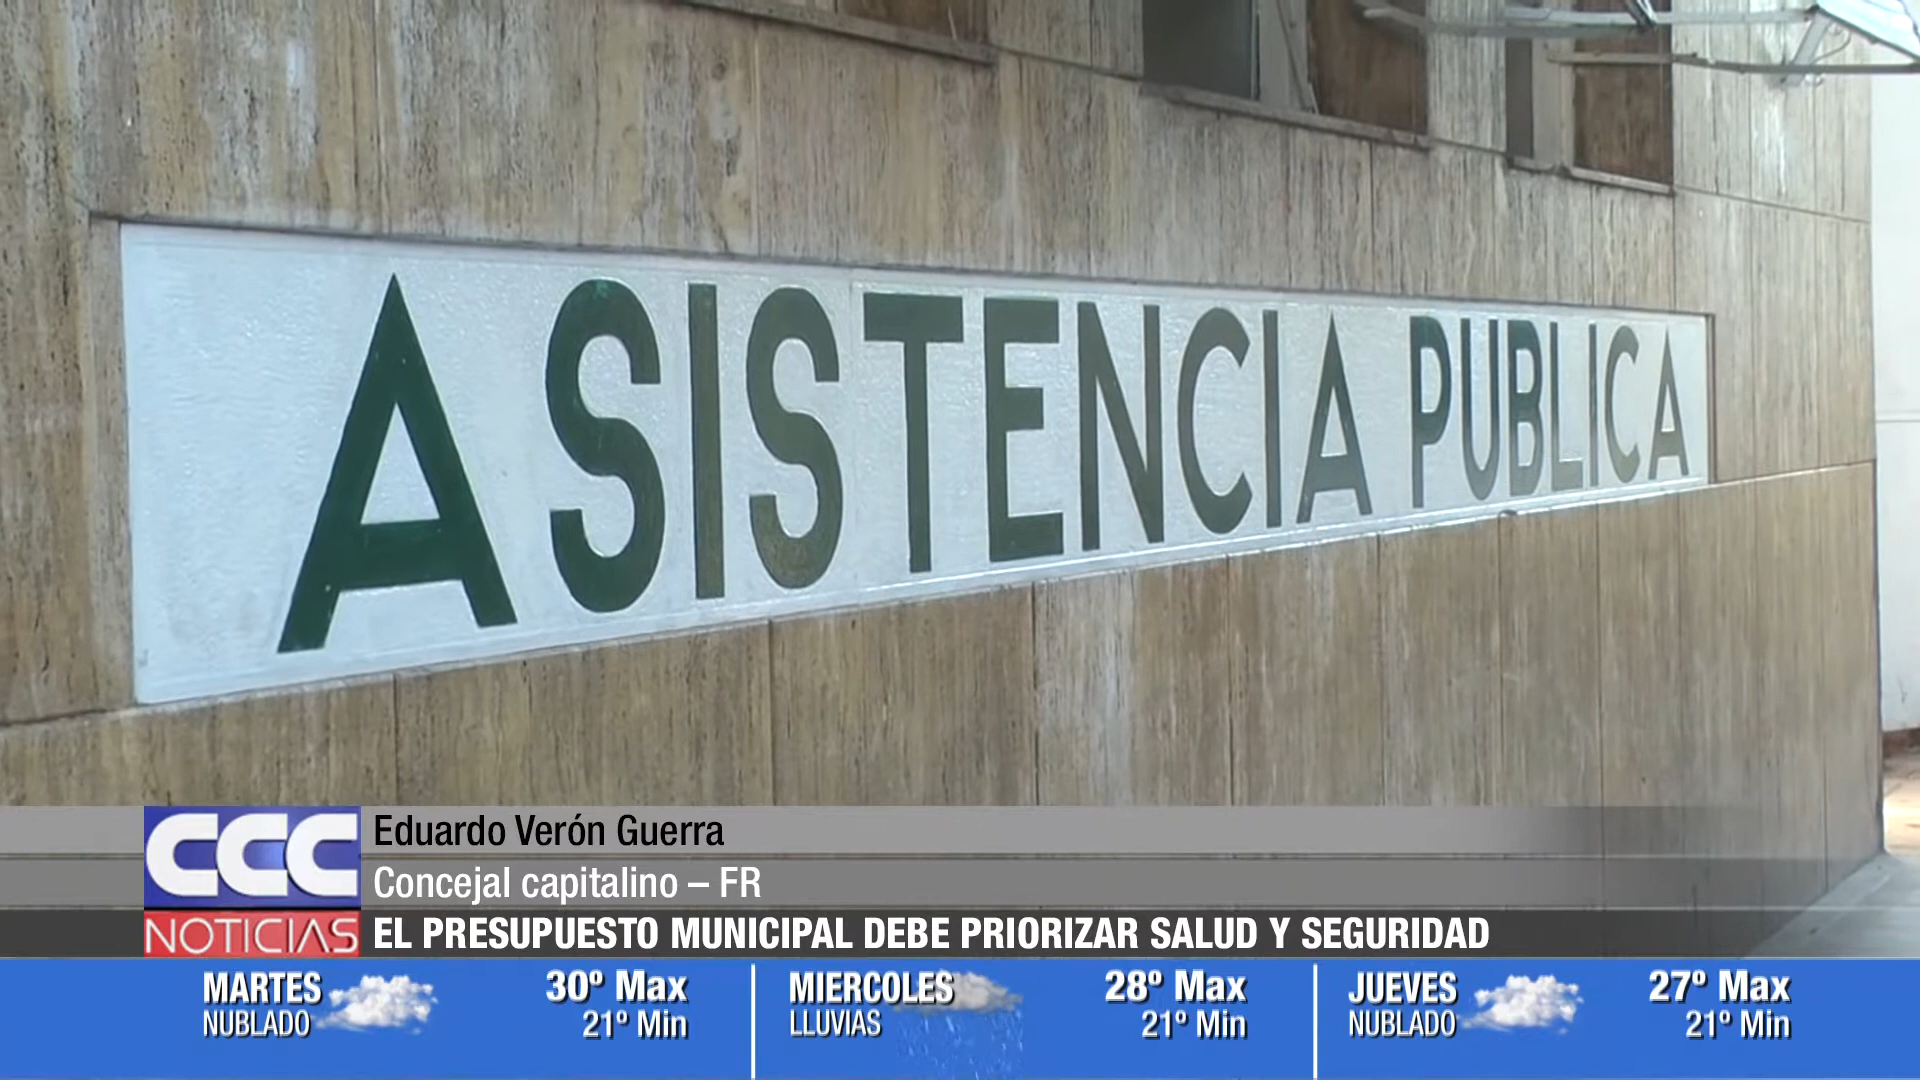 ASISTENCIA PUBLICA
CCC
NOTICIAS
Eduardo Verón Guerra
Concejal capitalino – FR
EL PRESUPUESTO MUNICIPAL DEBE PRIORIZAR SALUD Y SEGURIDAD
MARTES
NUBLADO
30º Max
21º Min
MIERCOLES
LLUVIAS
28º Max
21º Min
JUEVES
NUBLADO
27º Max
21º Min